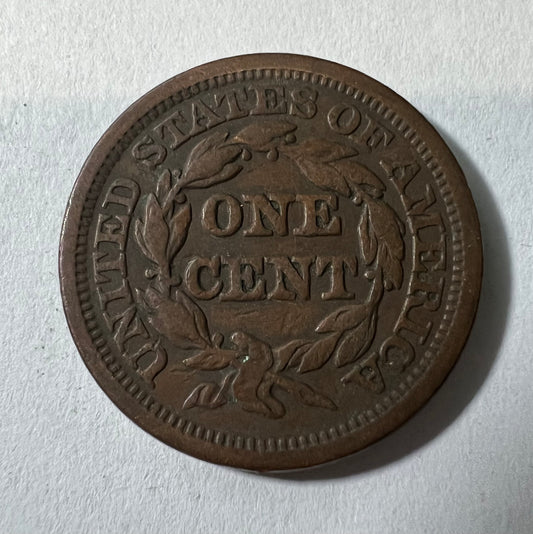 UNITED STATES OF AMERICA
ONE
CENT